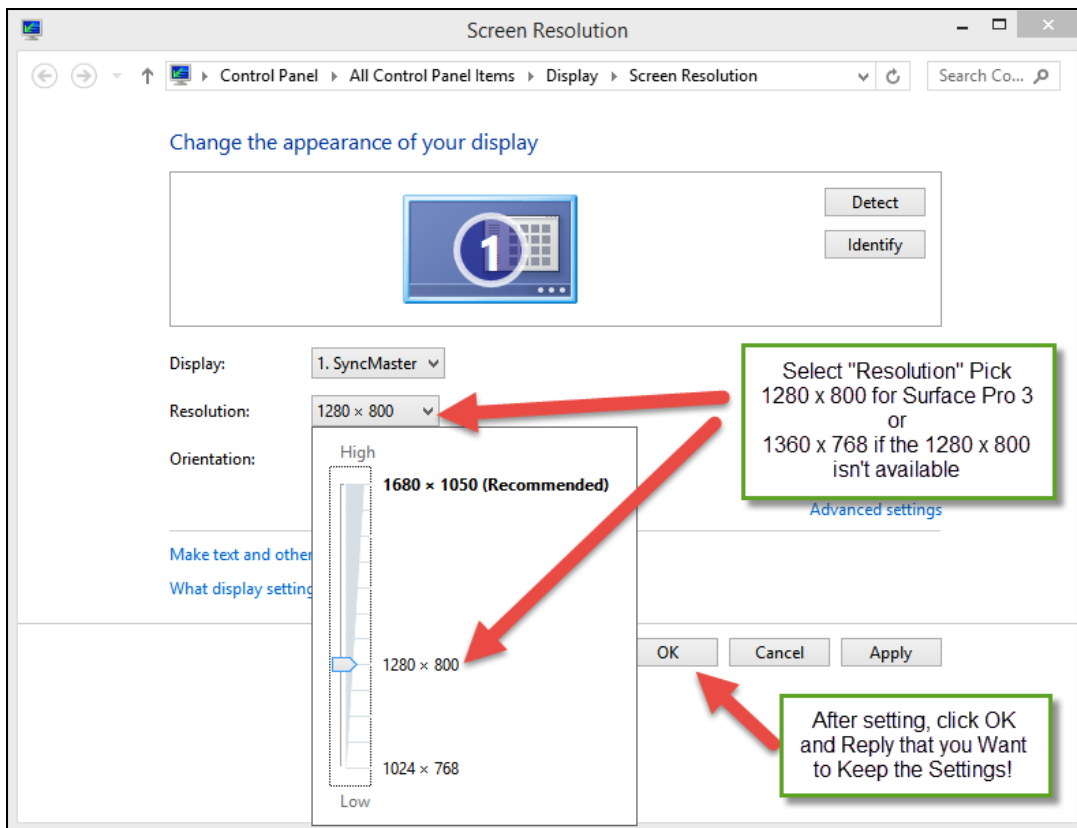 Screen Resolution
Control Panel All Control Panel Items Display Screen Resolution
Search Co...
Change the appearance of your display
1
Detect
Identify
Display:
1. SyncMaster
Resolution:
1280 × 800
Orientation:
Select "Resolution" Pick
1280 x 800 for Surface Pro 3
or
1360 x 768 if the 1280 x 800
isn't available
High
1680 × 1050 (Recommended)
Advanced settings
Make text and other
What display setting
1280 × 800
1024 × 768
Low
OK
Cancel
Apply
After setting, click OK
and Reply that you Want
to Keep the Settings!